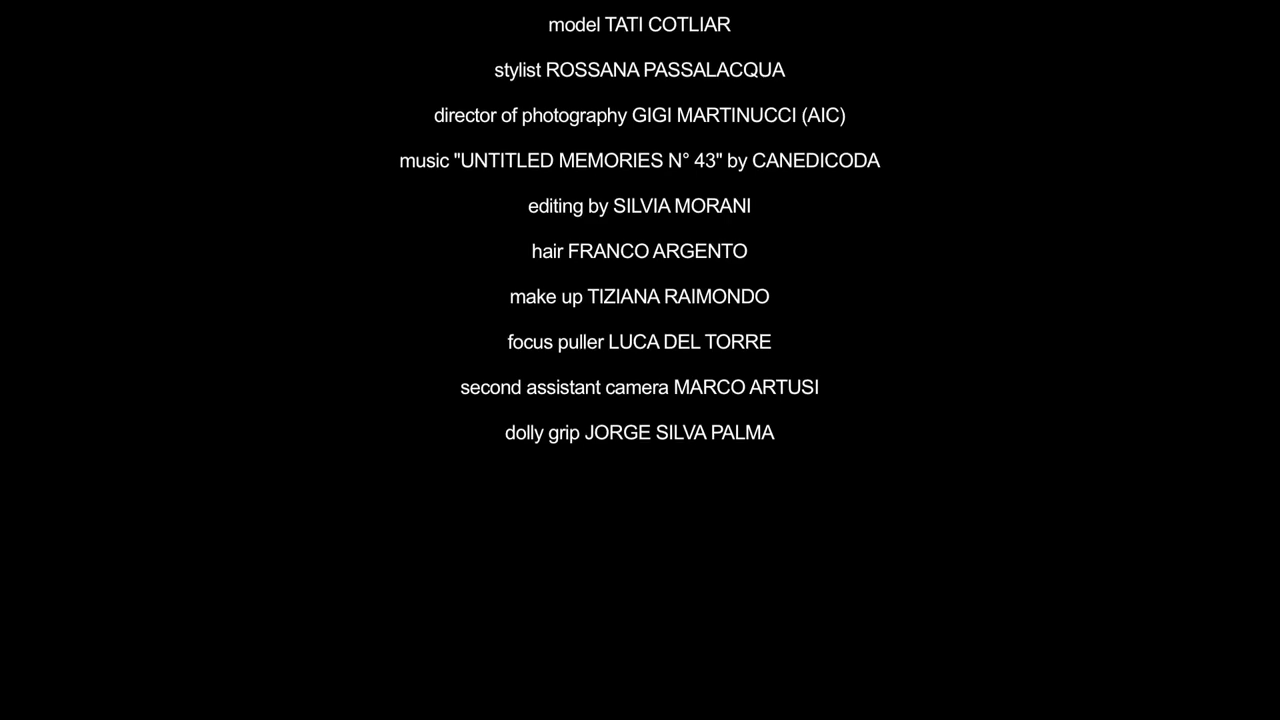 model TATI COTLIAR
stylist ROSSANA PASSALACQUA
director of photography GIGI MARTINUCCI (AIC)
music "UNTITLED MEMORIES N° 43" by CANEDICODA
editing by SILVIA MORANI
hair FRANCO ARGENTO
make up TIZIANA RAIMONDO
focus puller LUCA DEL TORRE
second assistant camera MARCO ARTUSI
dolly grip JORGE SILVA PALMA